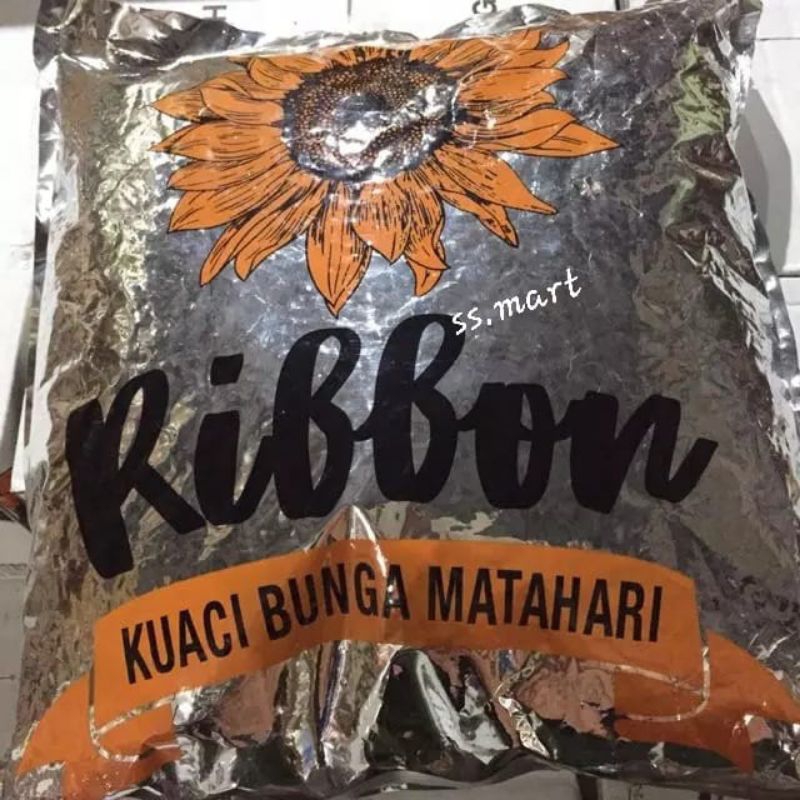 ss.mart
Ribbon
KUACI BUNGA MATAHARI